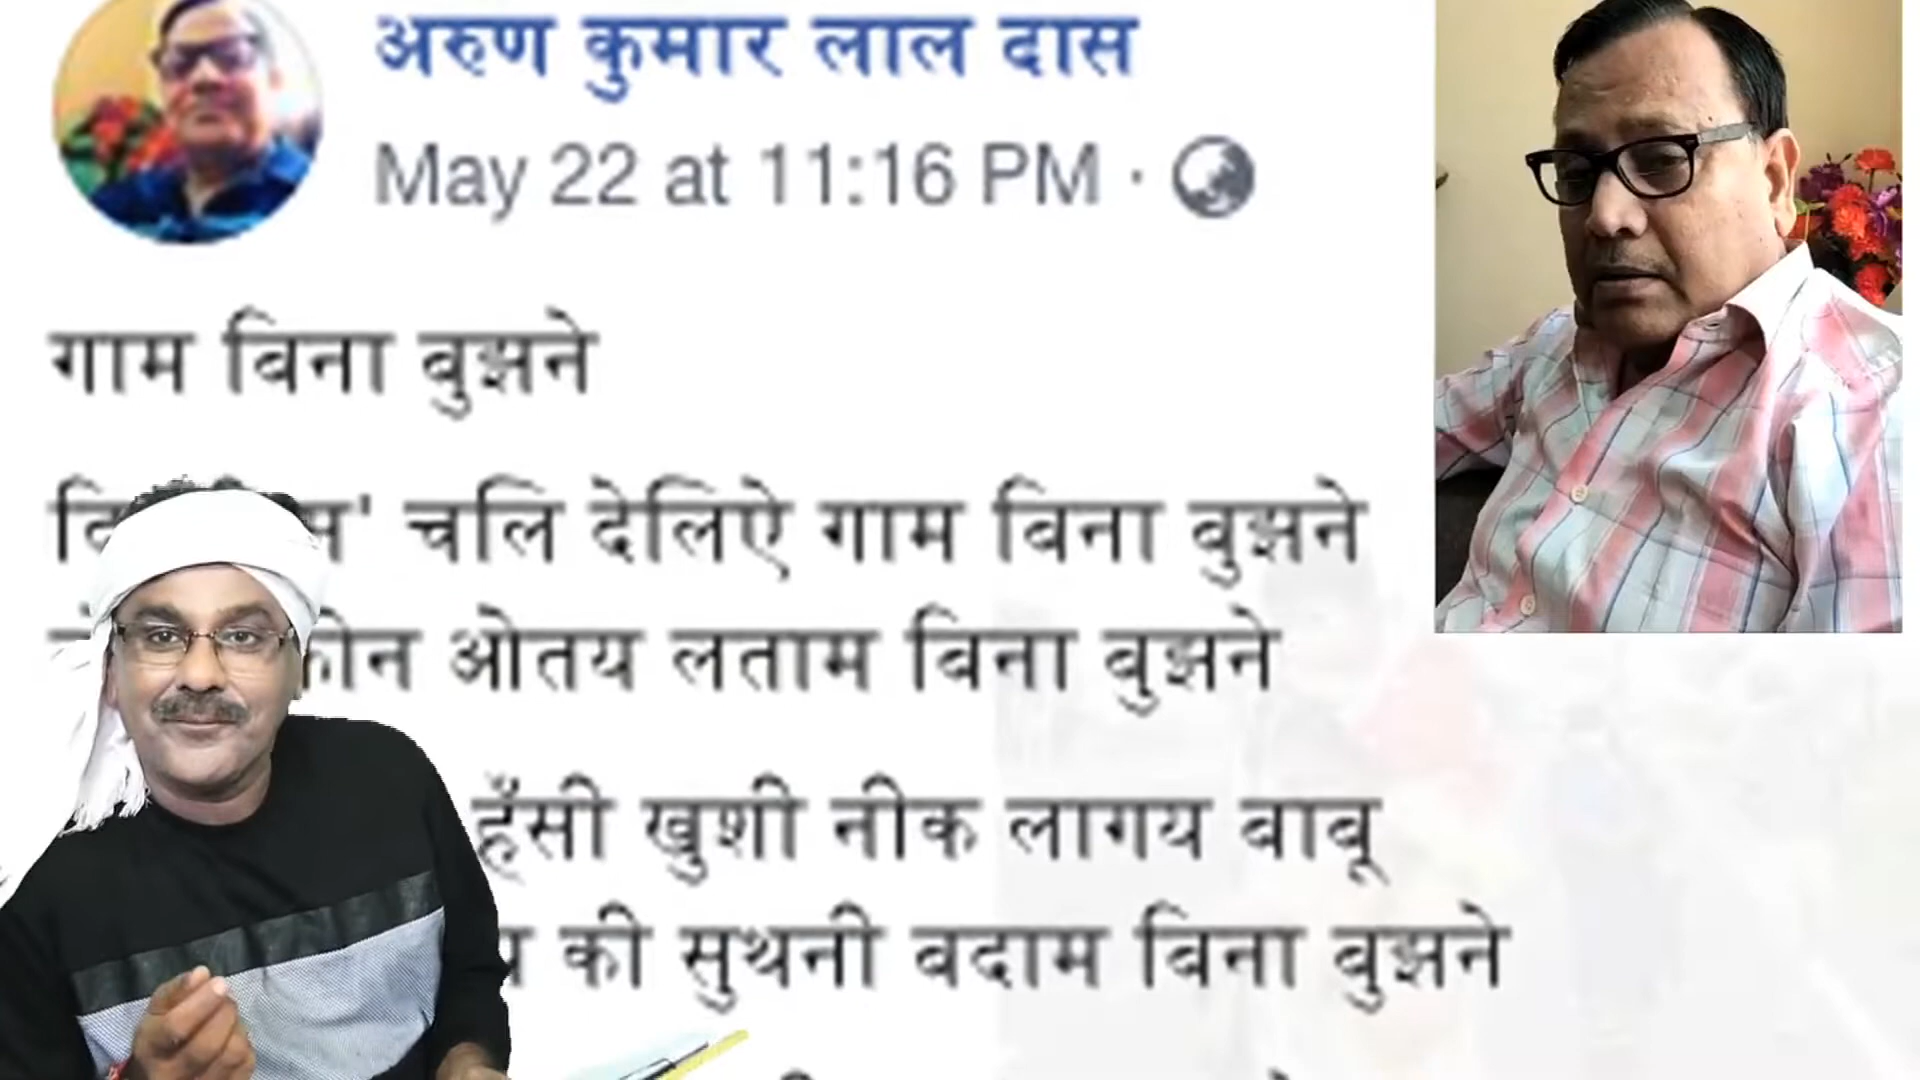 अरुण कुमार लाल दास
May 22 at 11:16 PM ·
गाम बिना बुझने
चलि देलिऐ गाम बिना बुझने
ओतय लताम बिना बुझने
हँसी खुशी नीक लागय बाबू
की सुथनी बदाम बिना बुझने